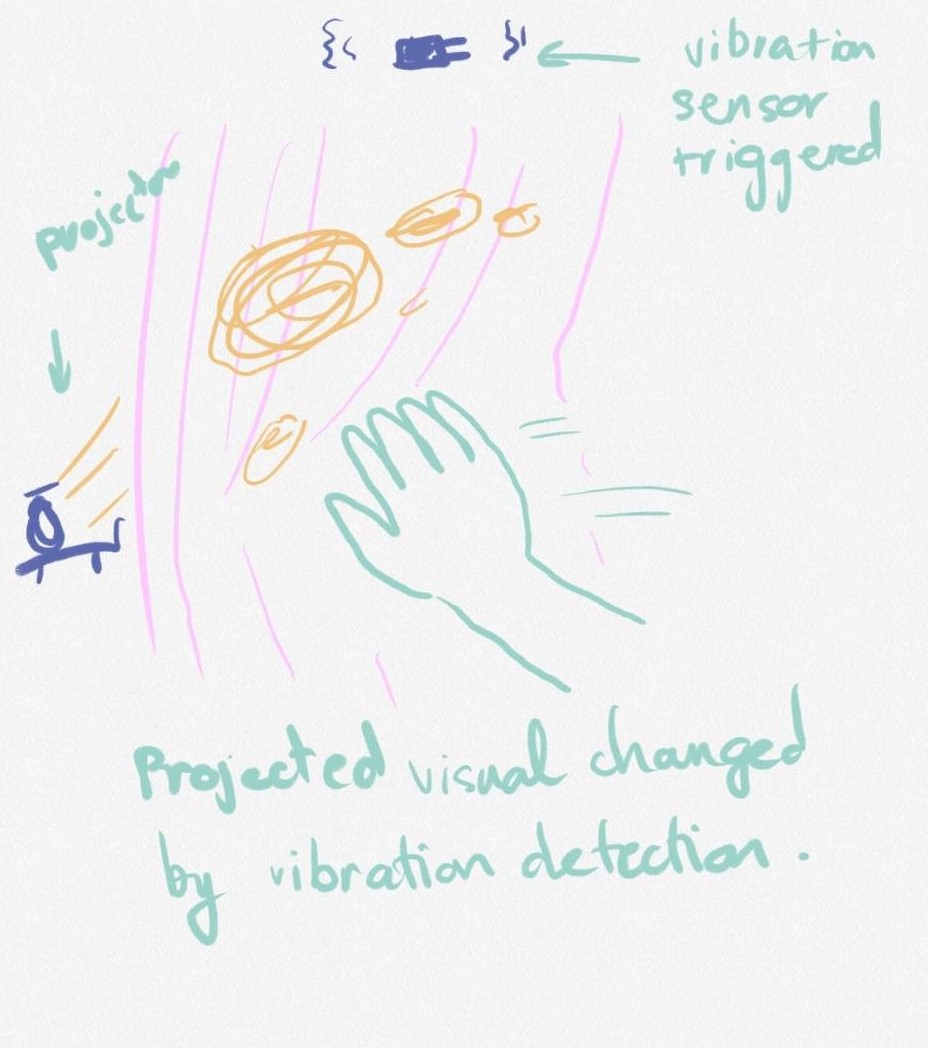 vibration
sensor
triggered
projector
Projected visual changed
by vibration detection.